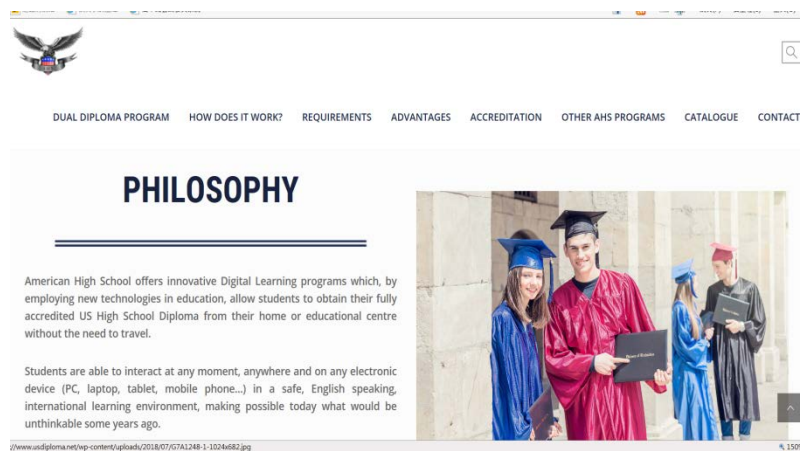 DUAL DIPLOMA PROGRAM HOW DOES IT WORK? REQUIREMENTS ADVANTAGES ACCREDITATION OTHER AHS PROGRAMS CATALOGUE CONTACT
PHILOSOPHY
American High School offers innovative Digital Learning programs which, by
employing new technologies in education, allow students to obtain their fully
accredited US High School Diploma from their home or educational centre
without the need to travel.
Students are able to interact at any moment, anywhere and on any electronic
device (PC, laptop, tablet, mobile phone...) in a safe, English speaking,
international learning environment, making possible today what would be
unthinkable some years ago.
//www.usdiploma.net/wp-content/uploads/2018/07/G7A1248-1-1024x682.jpg
150%